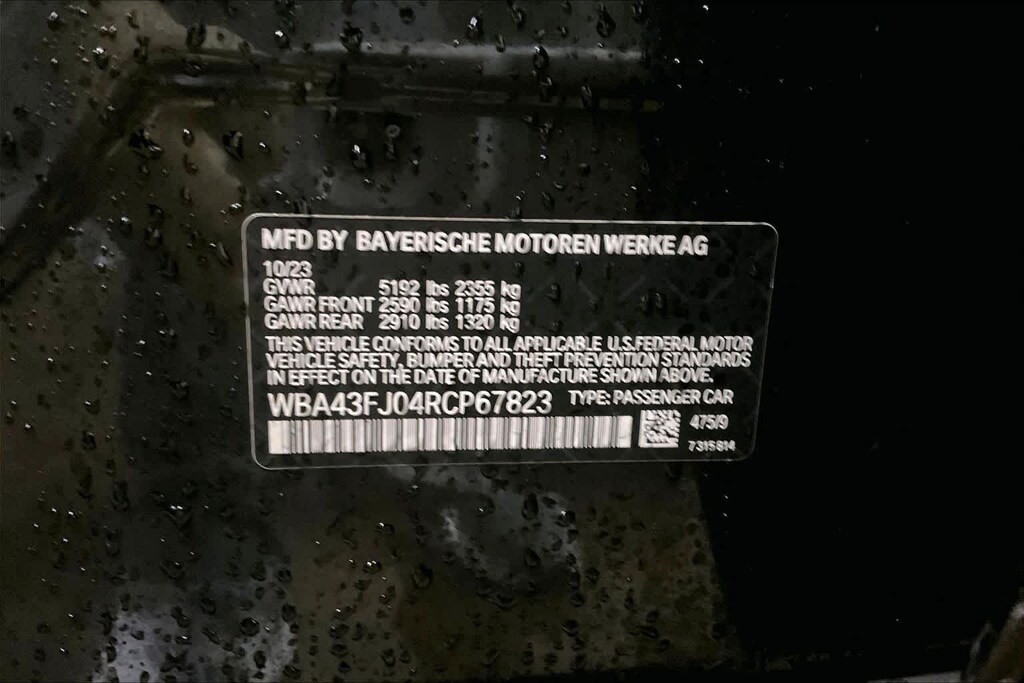 MFD BY BAYERISCHE MOTOREN WERKE AG
10/23
GVWR 5192 lbs 2355 kg
GAWR FRONT 2590 lbs 1175 kg
GAWR REAR 2910 lbs 1320 kg
THIS VEHICLE CONFORMS TO ALL APPLICABLE U.S.FEDERAL MOTOR
VEHICLE SAFETY, BUMPER AND THEFT PREVENTION STANDARDS
IN EFFECT ON THE DATE OF MANUFACTURE SHOWN ABOVE.
WBA43FJ04RCP67823 TYPE: PASSENGER CAR
475/9
7315814